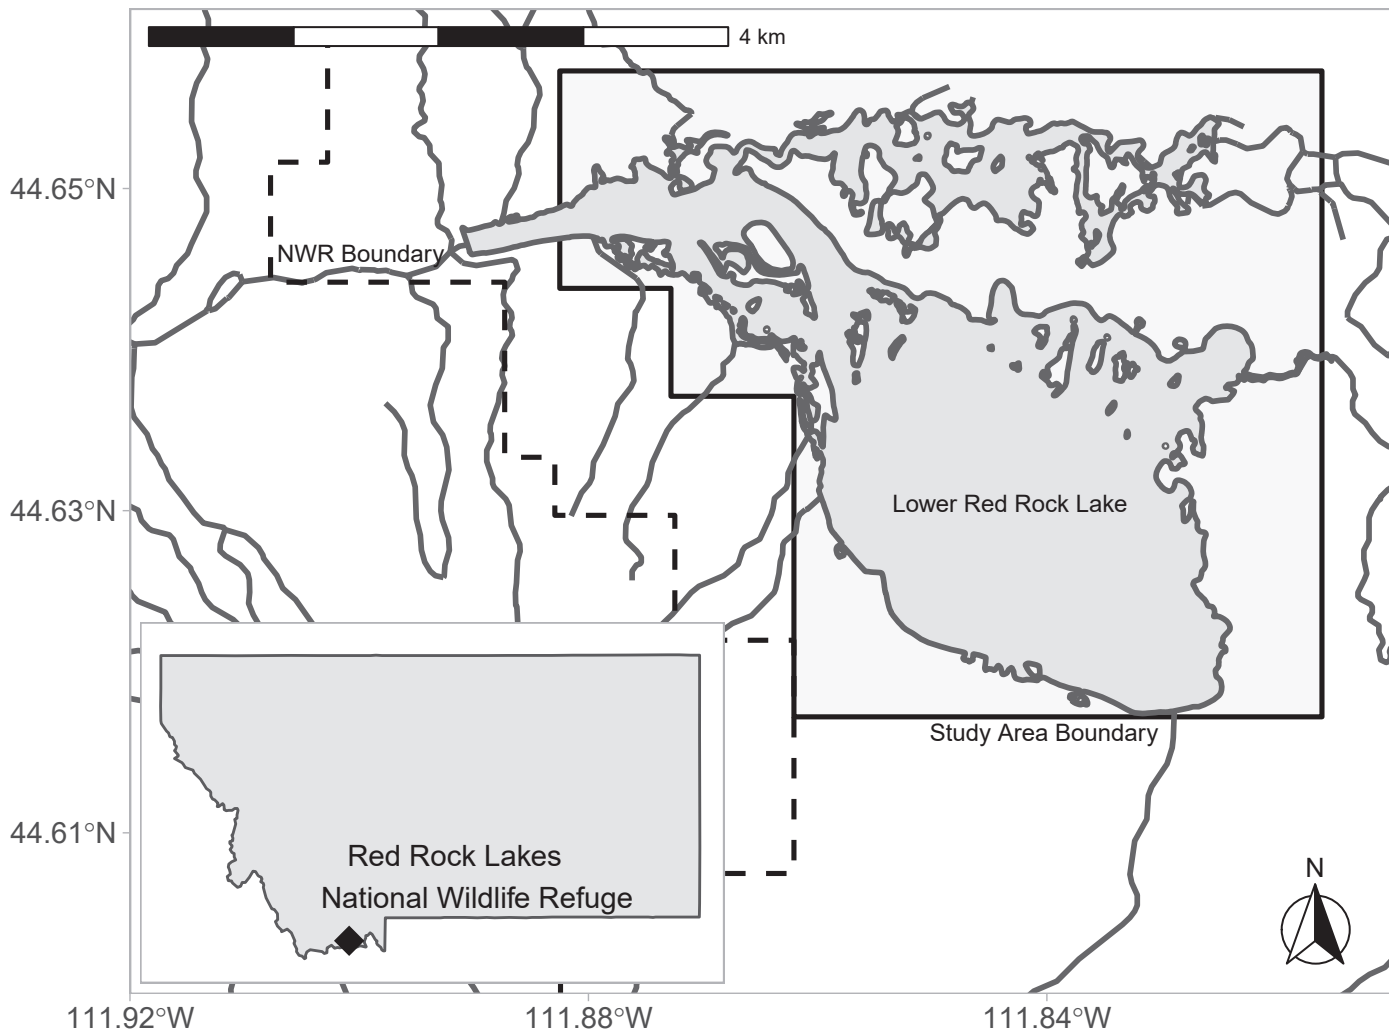 4 km
44.65°N
NWR Boundary
44.63°N
Lower Red Rock Lake
Study Area Boundary
44.61°N
Red Rock Lakes
National Wildlife Refuge
N
111.92°W
111.88°W
111.84°W